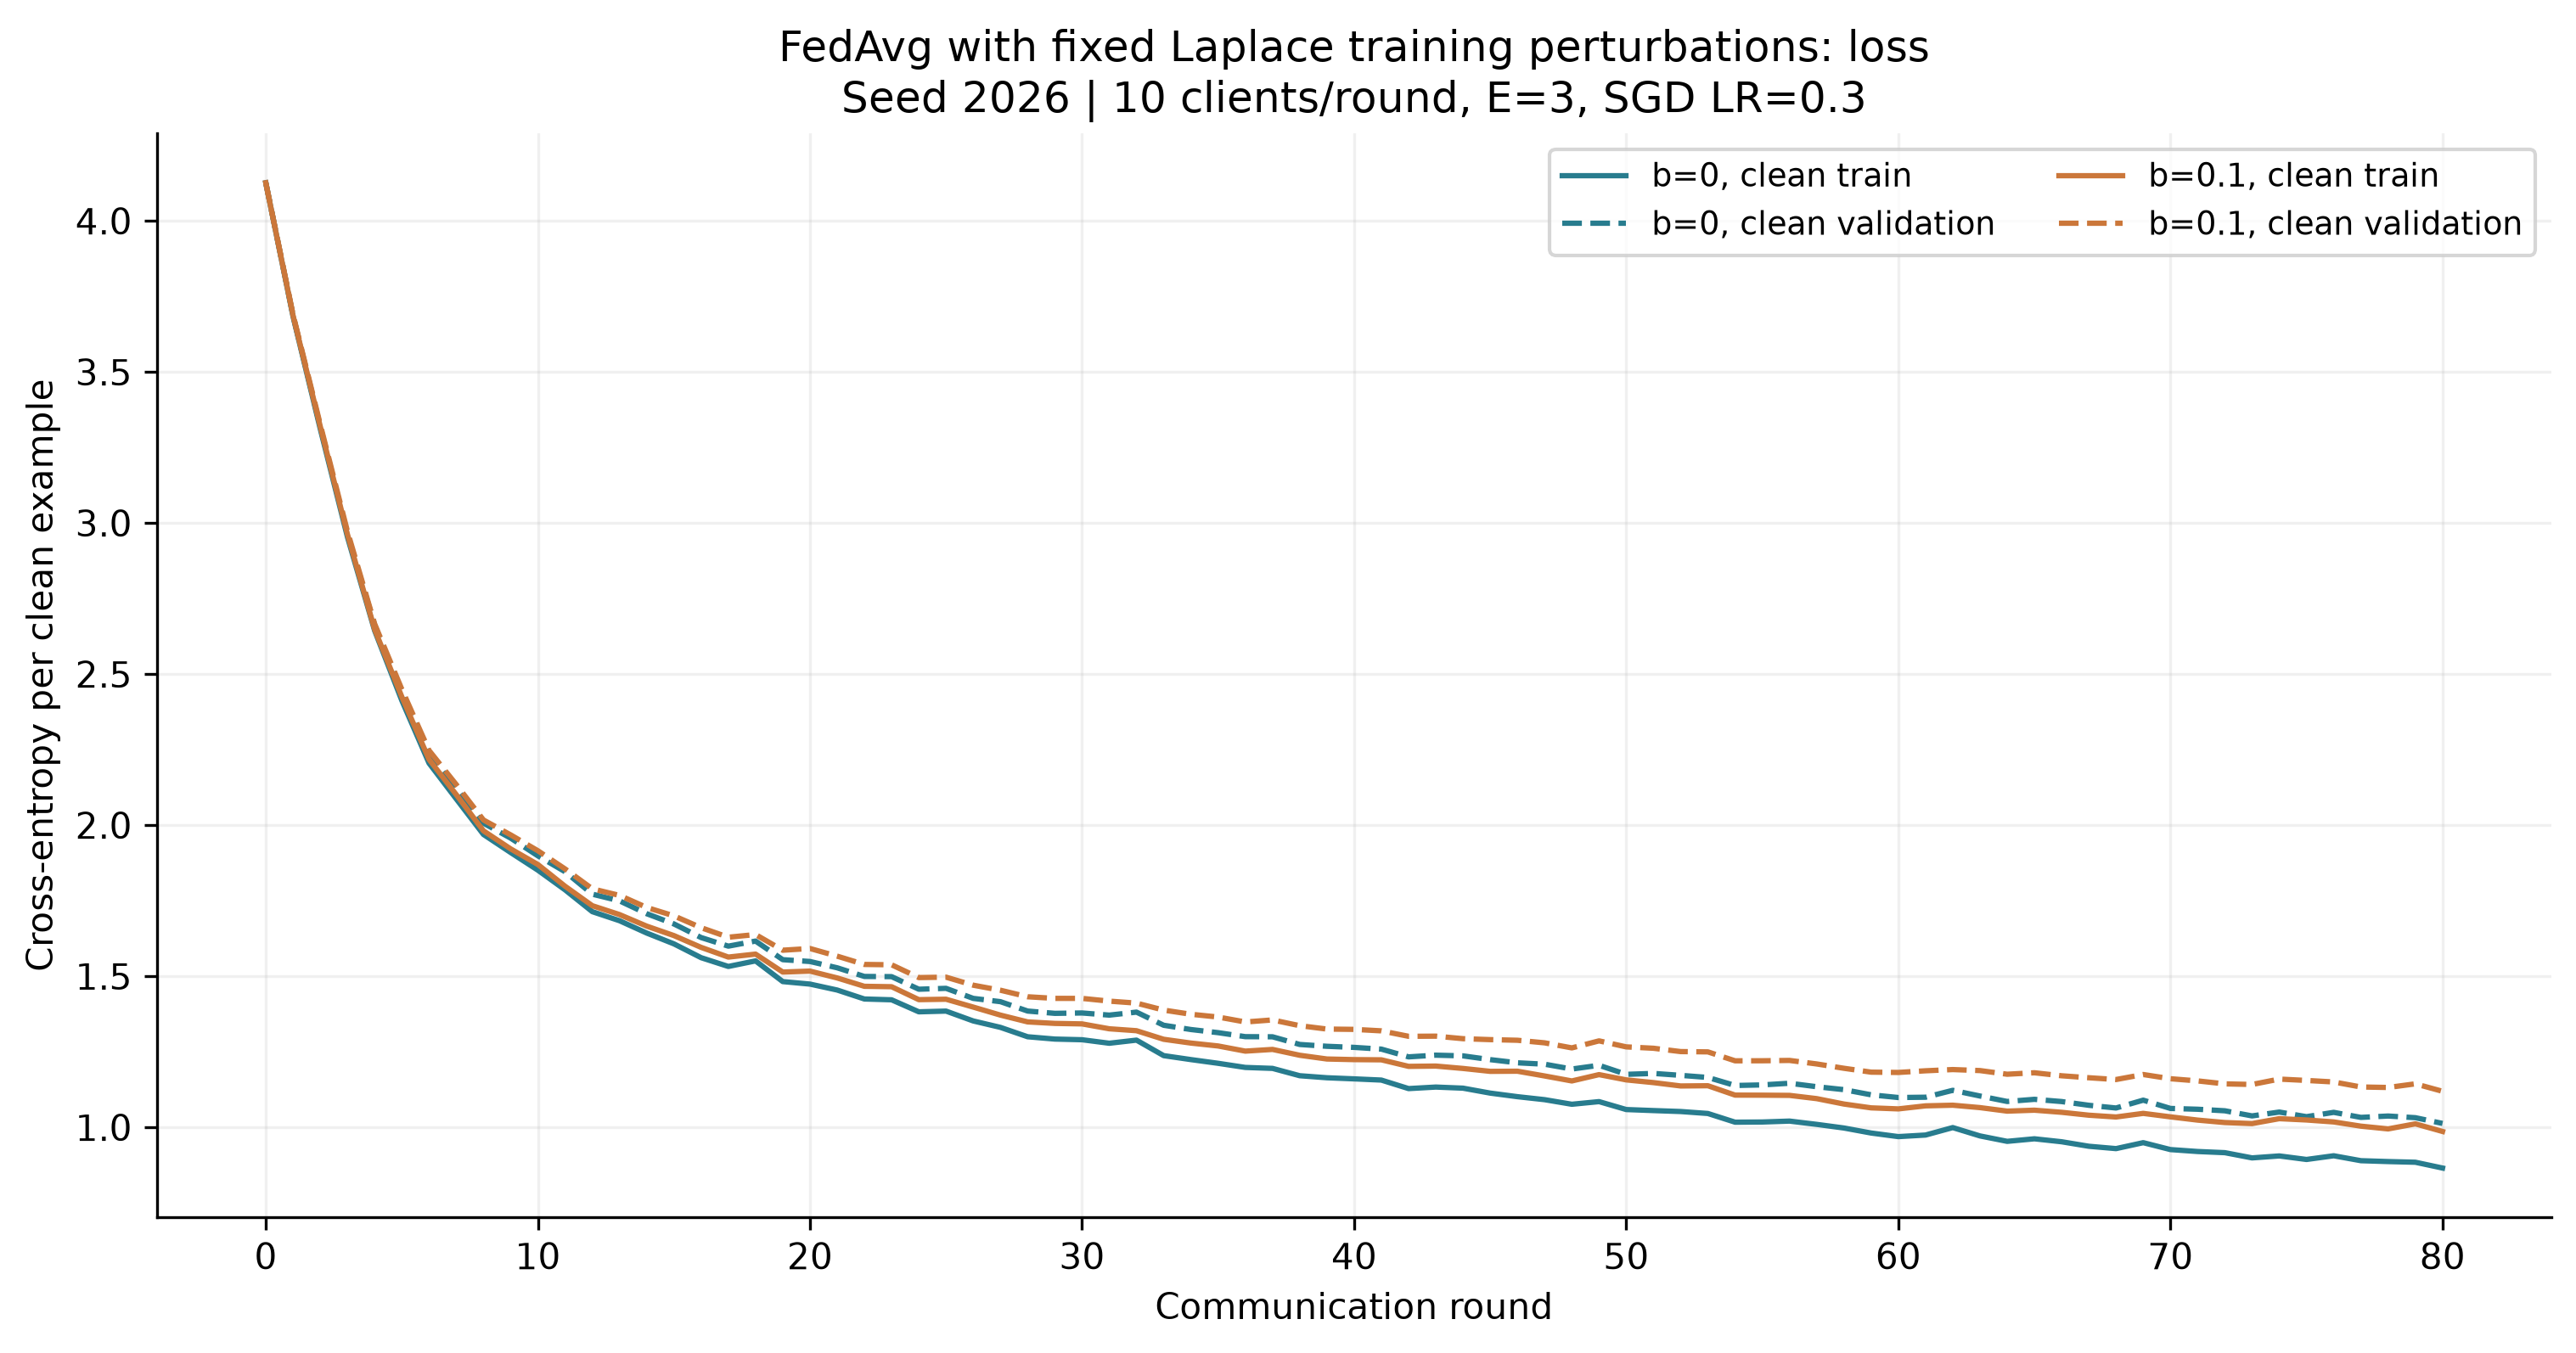 FedAvg with fixed Laplace training perturbations: loss
Seed 2026 | 10 clients/round, E=3, SGD LR=0.3
b=0, clean train
b=0, clean validation
b=0.1, clean train
b=0.1, clean validation
Cross-entropy per clean example
4.0
3.5
3.0
2.5
2.0
1.5
1.0
0 10 20 30 40 50 60 70 80
Communication round